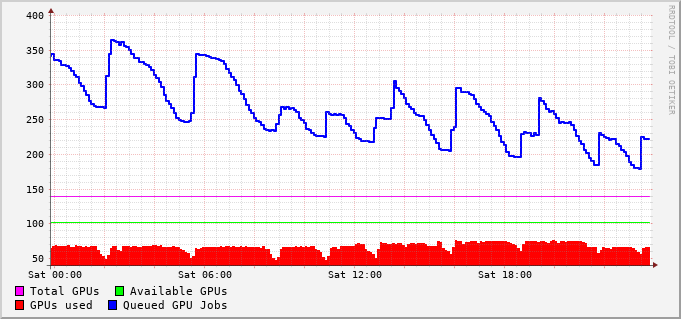 400
350
300
250
200
150
100
50
Sat 00:00 Sat 06:00 Sat 12:00 Sat 18:00
Total GPUs Available GPUs
GPUs used Queued GPU Jobs
RRDTOOL / TOBI OETIKER